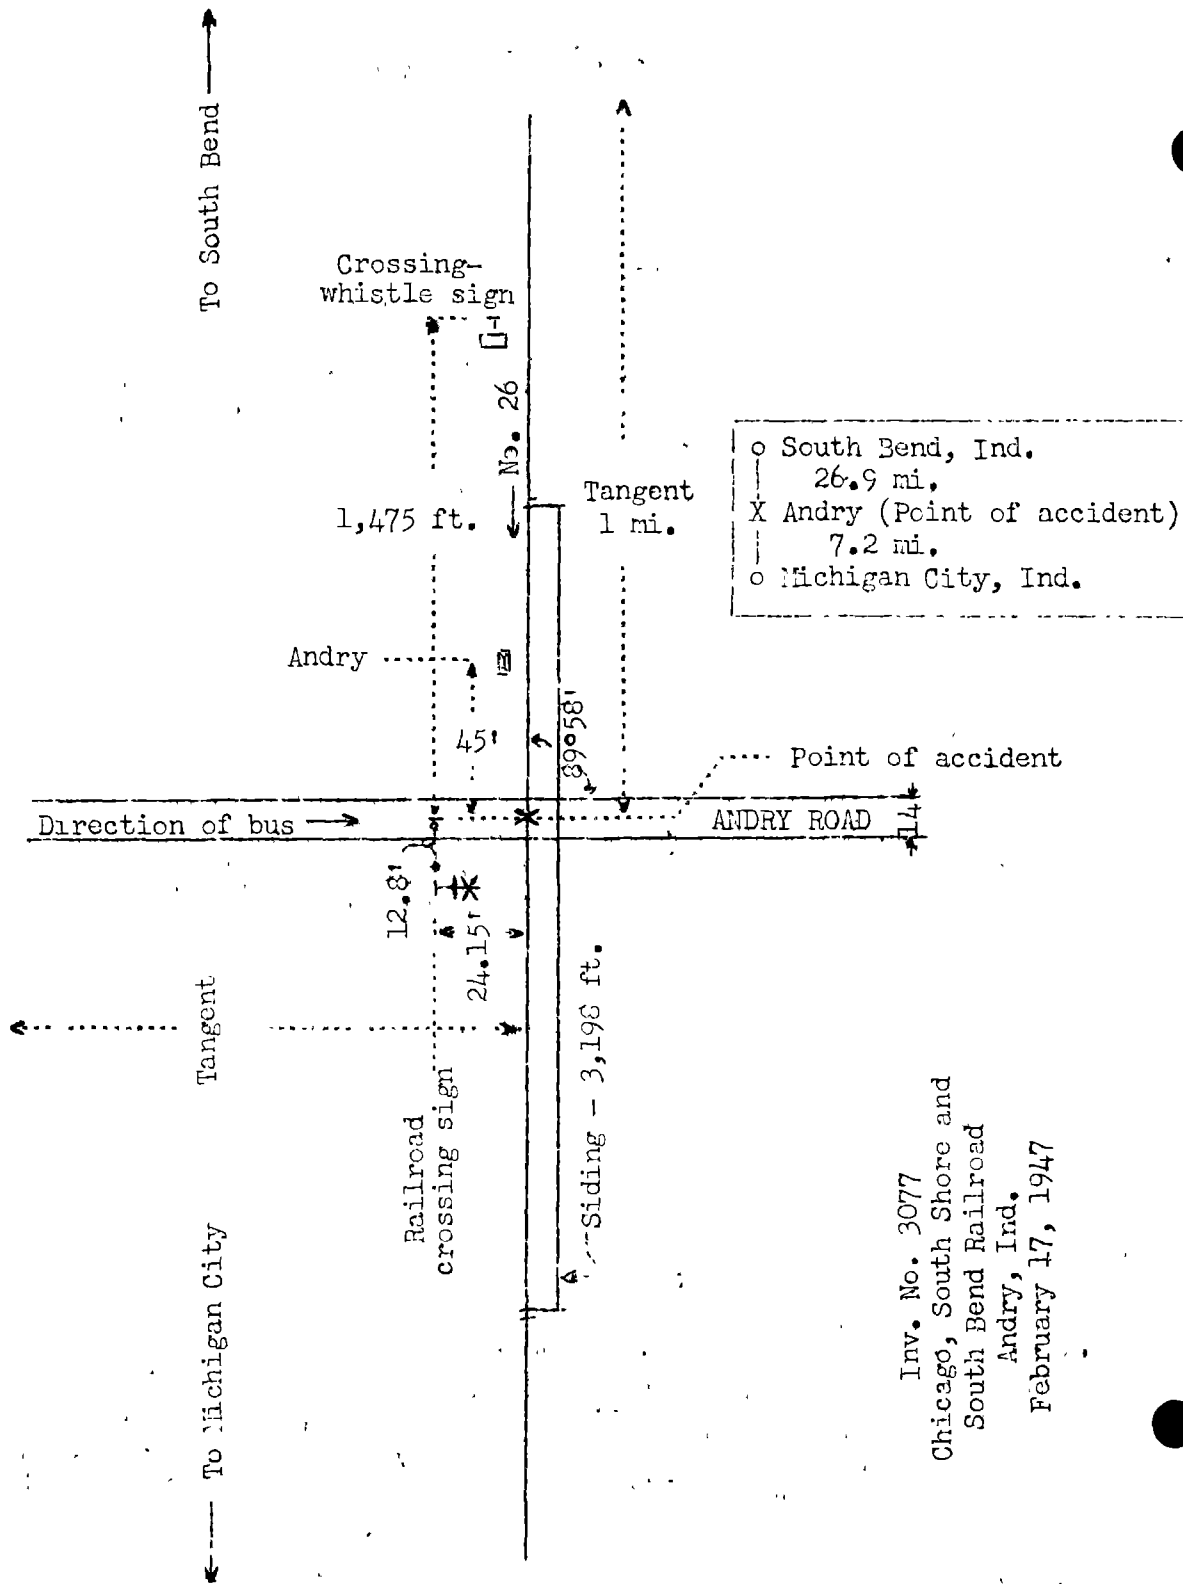 To South Bend
Crossing-
whistle sign
No. 26
1,475 ft.
Tangent
1 mi.
South Bend, Ind.
26.9 mi.
X Andry (Point of accident)
7.2 mi.
Michigan City, Ind.
Andry
45'
89°58'
Point of accident
Direction of bus
ANDRY ROAD
14'
12.8'
24.15'
Tangent
Railroad
crossing sign
Siding - 3,198 ft.
To Michigan City
Inv. No. 3077
Chicago, South Shore and
South Bend Railroad
Andry, Ind.
February 17, 1947